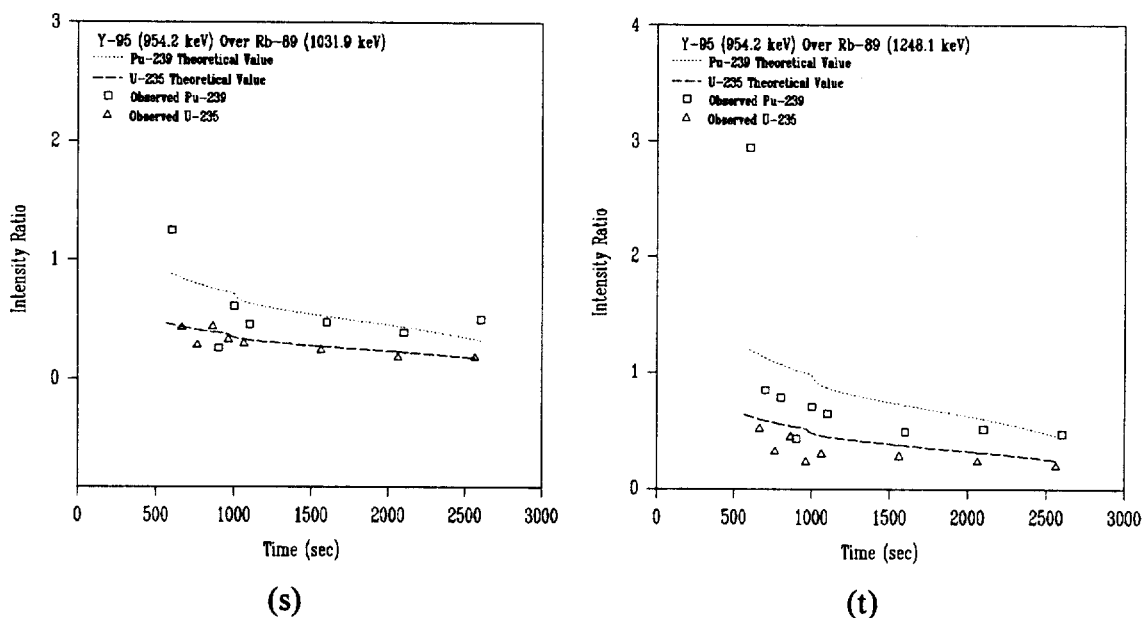 3
2
1
0
Intensity Ratio
Y-95 (954.2 keV) Over Rb-89 (1031.9 keV)
Pu-239 Theoretical Value
U-235 Theoretical Value
Observed Pu-239
Observed U-235
0 500 1000 1500 2000 2500 3000
Time (sec)
(s)
4
3
2
1
0
Intensity Ratio
Y-95 (954.2 keV) Over Rb-89 (1248.1 keV)
Pu-239 Theoretical Value
U-235 Theoretical Value
Observed Pu-239
Observed U-235
0 500 1000 1500 2000 2500 3000
Time (sec)
(t)